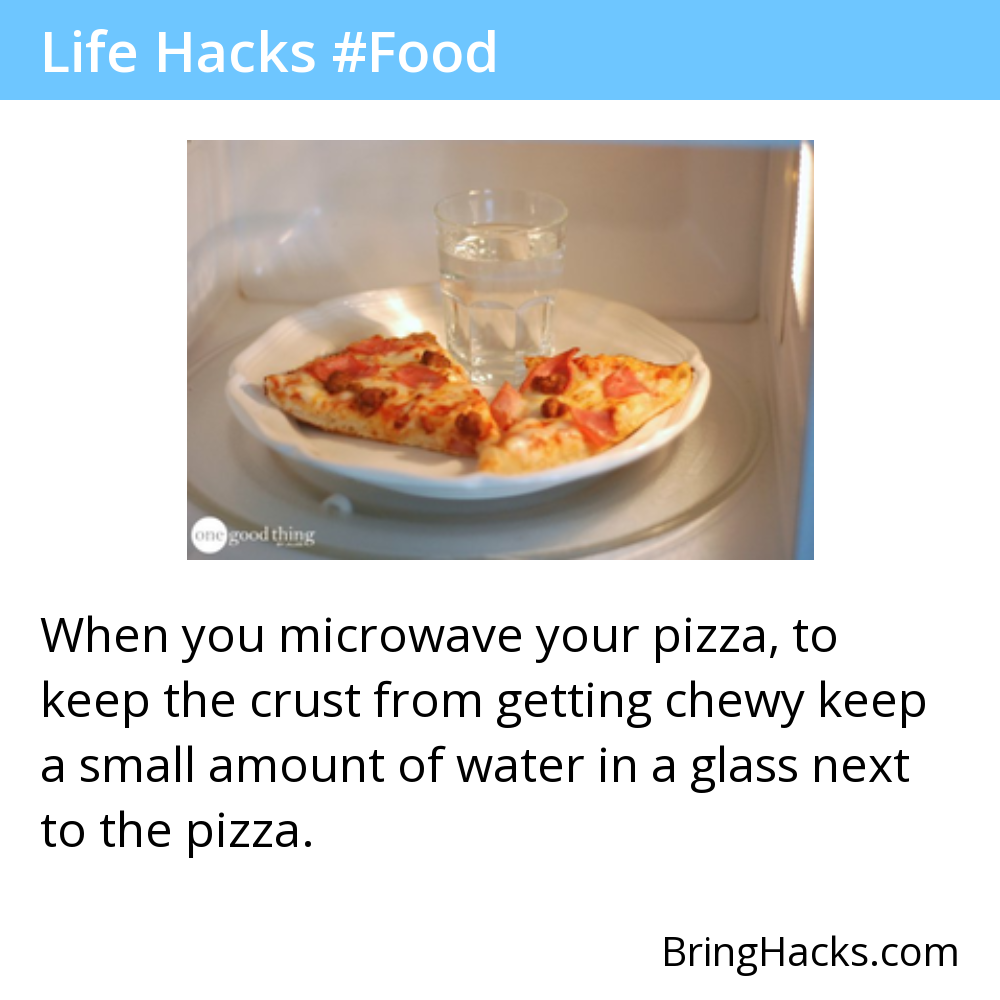 Life Hacks #Food
one good thing
When you microwave your pizza, to
keep the crust from getting chewy keep
a small amount of water in a glass next
to the pizza.
BringHacks.com